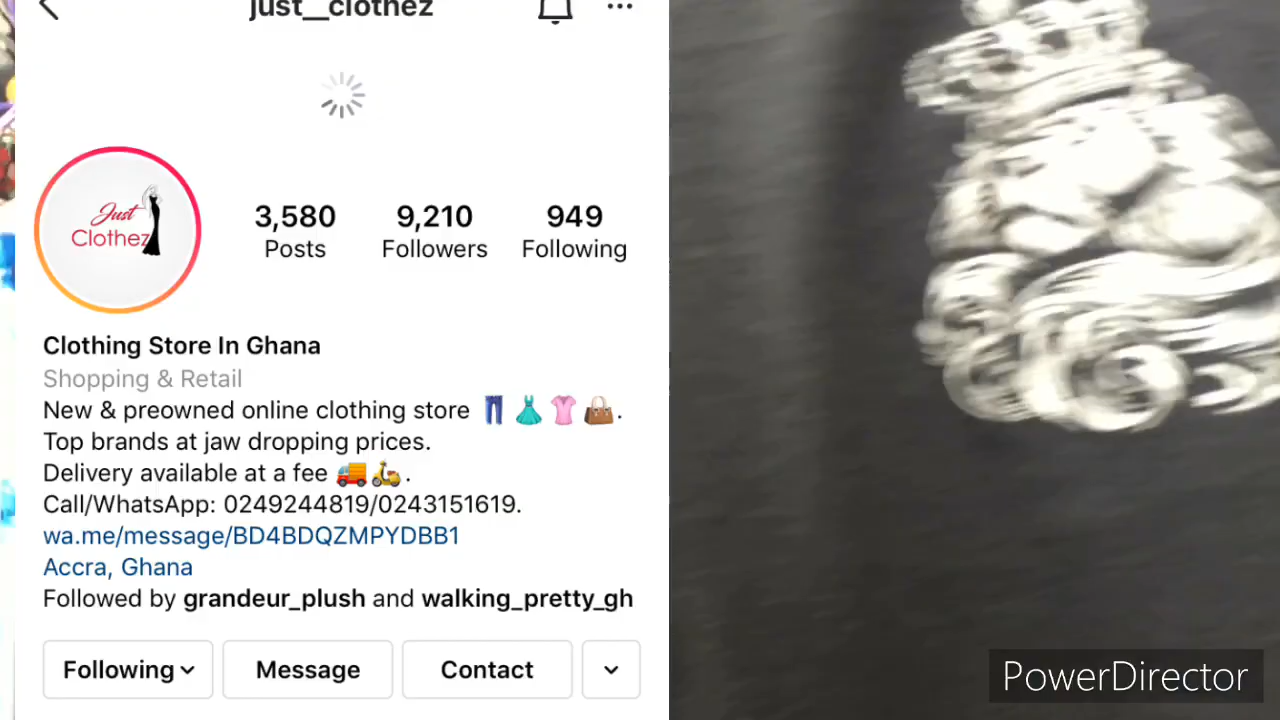 just__clothez
Just
Clothez
3,580
Posts
9,210
Followers
949
Following
Clothing Store In Ghana
Shopping & Retail
New & preowned online clothing store 👖👗👚👜.
Top brands at jaw dropping prices.
Delivery available at a fee 🚚🛵.
Call/WhatsApp: 0249244819/0243151619.
wa.me/message/BD4BDQZMPYDBB1
Accra, Ghana
Followed by grandeur_plush and walking_pretty_gh
Following
Message
Contact
PowerDirector